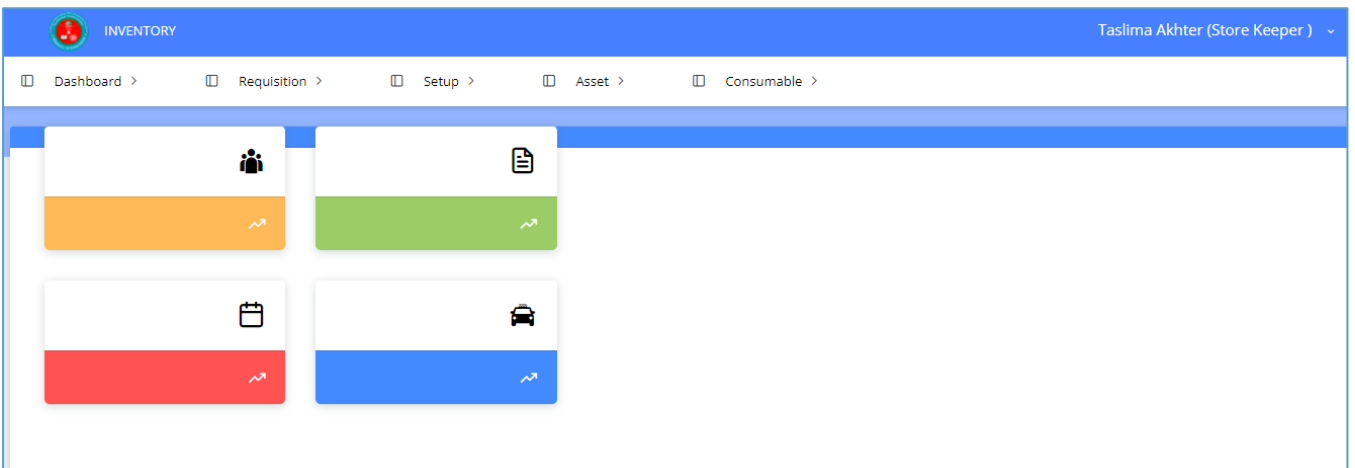 INVENTORY
Taslima Akhter (Store Keeper )
Dashboard > Requisition > Setup > Asset > Consumable >